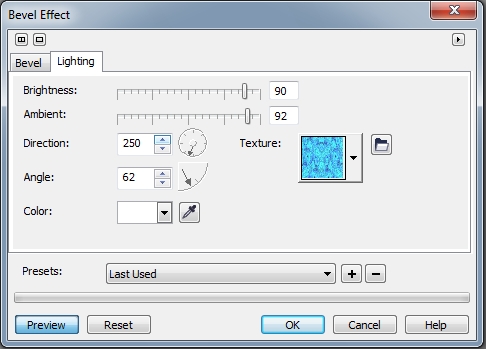 Bevel Effect
Bevel Lighting
Brightness: 90
Ambient: 92
Direction: 250 Texture:
Angle: 62
Color:
Presets: Last Used
Preview Reset OK Cancel Help